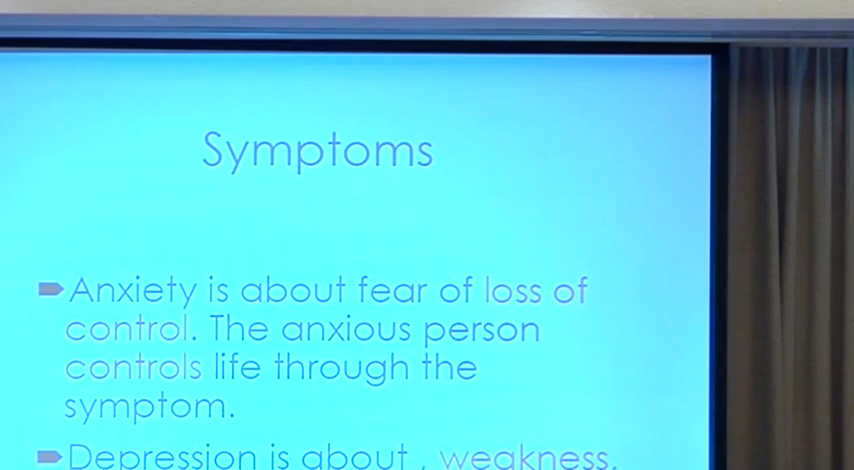 Symptoms
Anxiety is about fear of loss of
control. The anxious person
controls life through the
symptom.
Depression is about , weakness,